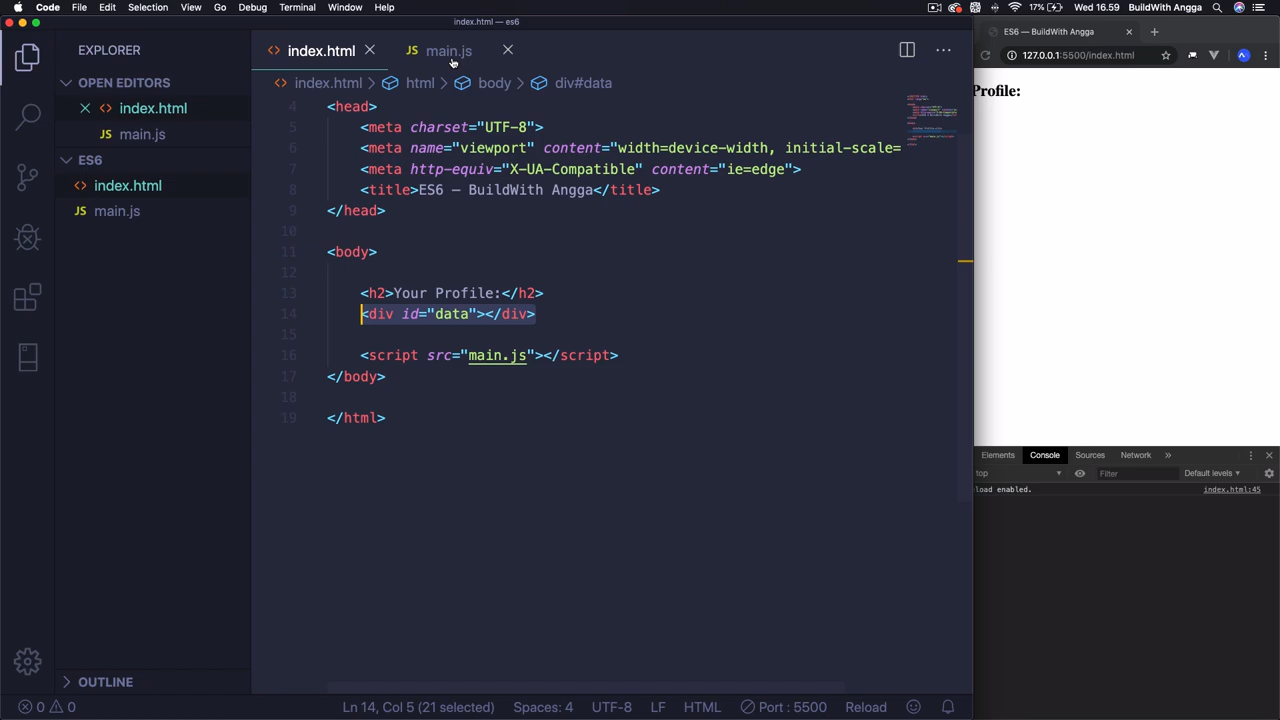 Code File Edit Selection View Go Debug Terminal Window Help 17% Wed 16.59 BuildWith Angga
index.html — es6
ES6 — BuildWith Angga
127.0.0.1:5500/index.html
EXPLORER
OPEN EDITORS
index.html
main.js
ES6
index.html
JS main.js
OUTLINE
index.html JS main.js
index.html > html > body > div#data
4 <head>
5 <meta charset="UTF-8">
6 <meta name="viewport" content="width=device-width, initial-scale=
7 <meta http-equiv="X-UA-Compatible" content="ie=edge">
8 <title>ES6 — BuildWith Angga</title>
9 </head>
10
11 <body>
12
13 <h2>Your Profile:</h2>
14 <div id="data"></div>
15
16 <script src="main.js"></script>
17 </body>
18
19 </html>
Profile:
Elements Console Sources Network »
top Filter Default levels
load enabled. index.html:45
0 0 Ln 14, Col 5 (21 selected) Spaces: 4 UTF-8 LF HTML Port : 5500 Reload